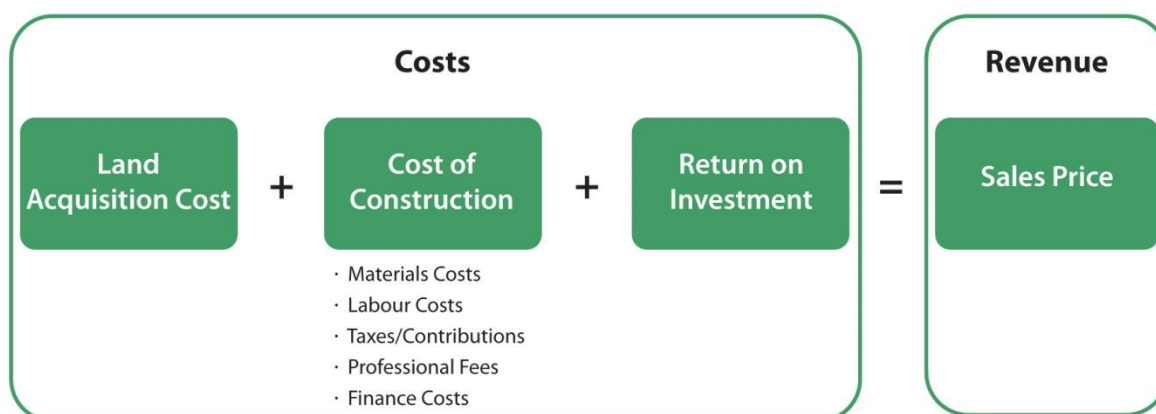 Costs
Revenue
Land
Acquisition Cost
+
Cost of
Construction
+
Return on
Investment
=
Sales Price
· Materials Costs
· Labour Costs
· Taxes/Contributions
· Professional Fees
· Finance Costs